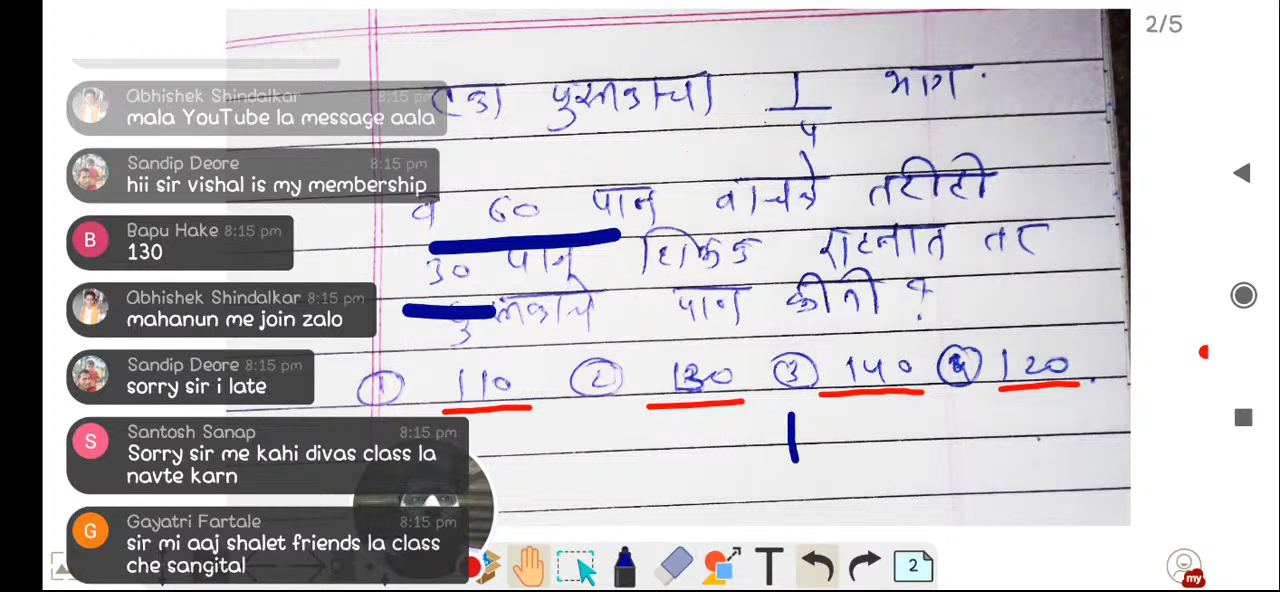 2/5
Abhishek Shindalkar 8:15 pm
mala YouTube la message aala
Sandip Deore 8:15 pm
hii sir vishal is my membership
Bapu Hake 8:15 pm
130
Abhishek Shindalkar 8:15 pm
mahanun me join zalo
Sandip Deore 8:15 pm
sorry sir i late
Santosh Sanap 8:15 pm
Sorry sir me kahi divas class la
navte karn
Gayatri Fartale 8:15 pm
sir mi aaj shalet friends la class
che sangital
एका पुस्तकाचा 1/५ भाग.
व 60 पान वाचले तरीही
30 पान शिल्लक राहतात तर
पुस्तकाचे पान कीती ?
① 110 ② 130 ③ 140 ④ 120.
B
B
S
G
T
2
my